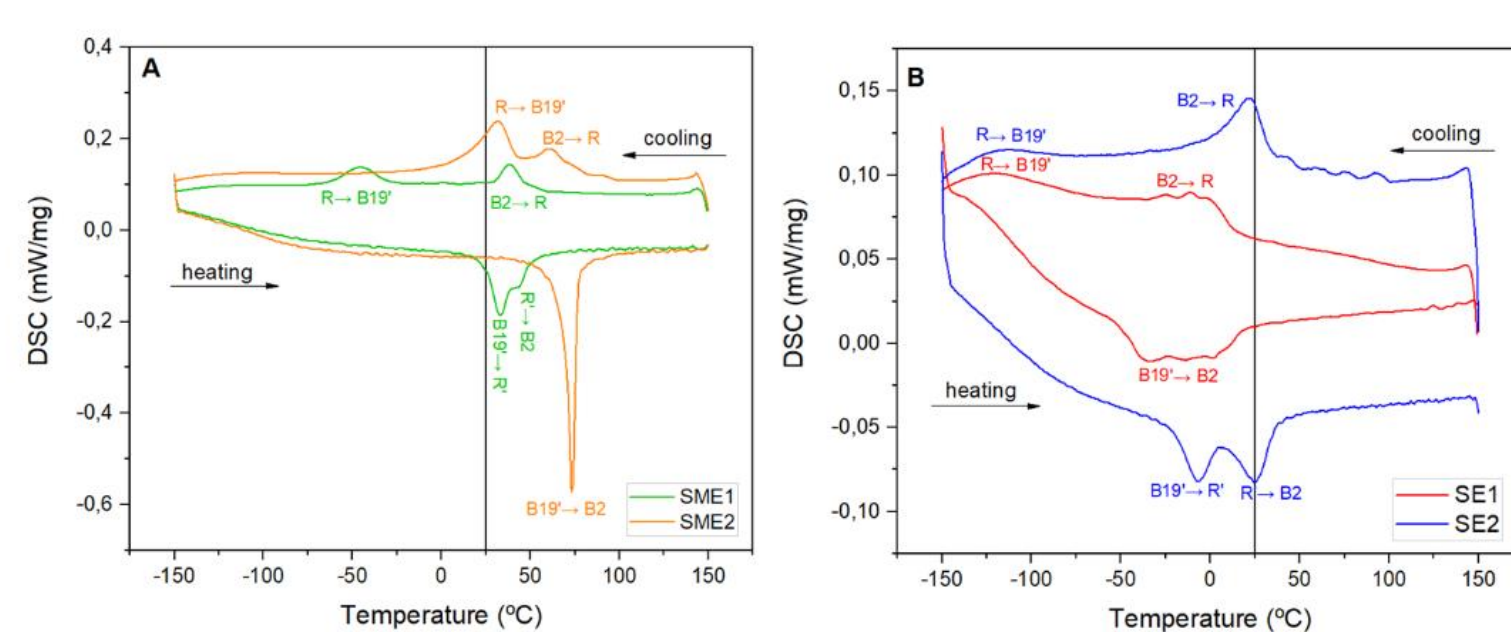 A
0,4
0,2
0,0
-0,2
-0,4
-0,6
DSC (mW/mg)
R→ B19'
B2→ R
cooling
R→ B19'
B2→ R
heating
B19'→ R'
R'→ B2
B19'→ B2
SME1
SME2
-150 -100 -50 0 50 100 150
Temperature (ºC)
B
0,15
0,10
0,05
0,00
-0,05
-0,10
DSC (mW/mg)
B2→ R
R→ B19'
cooling
R→ B19'
B2→ R
B19'→ B2
heating
B19'→ R'
R →B2
SE1
SE2
-150 -100 -50 0 50 100 150
Temperature (ºC)